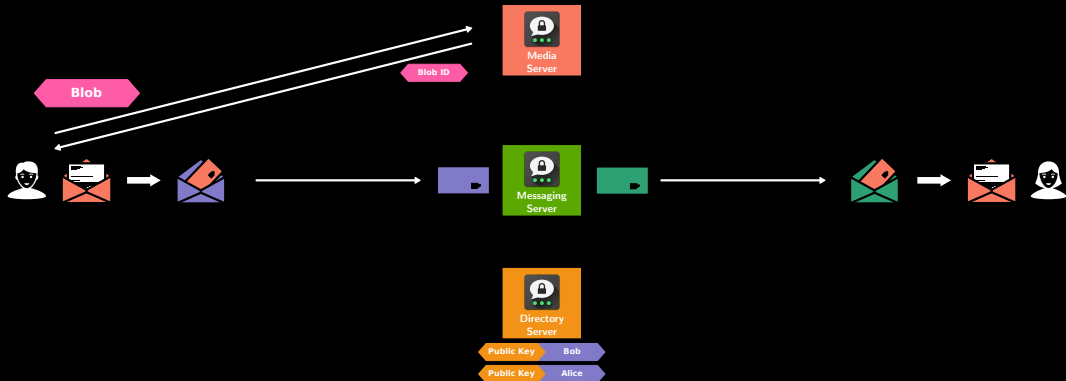 Media
Server
Blob ID
Blob
Messaging
Server
Directory
Server
Public Key Bob
Public Key Alice